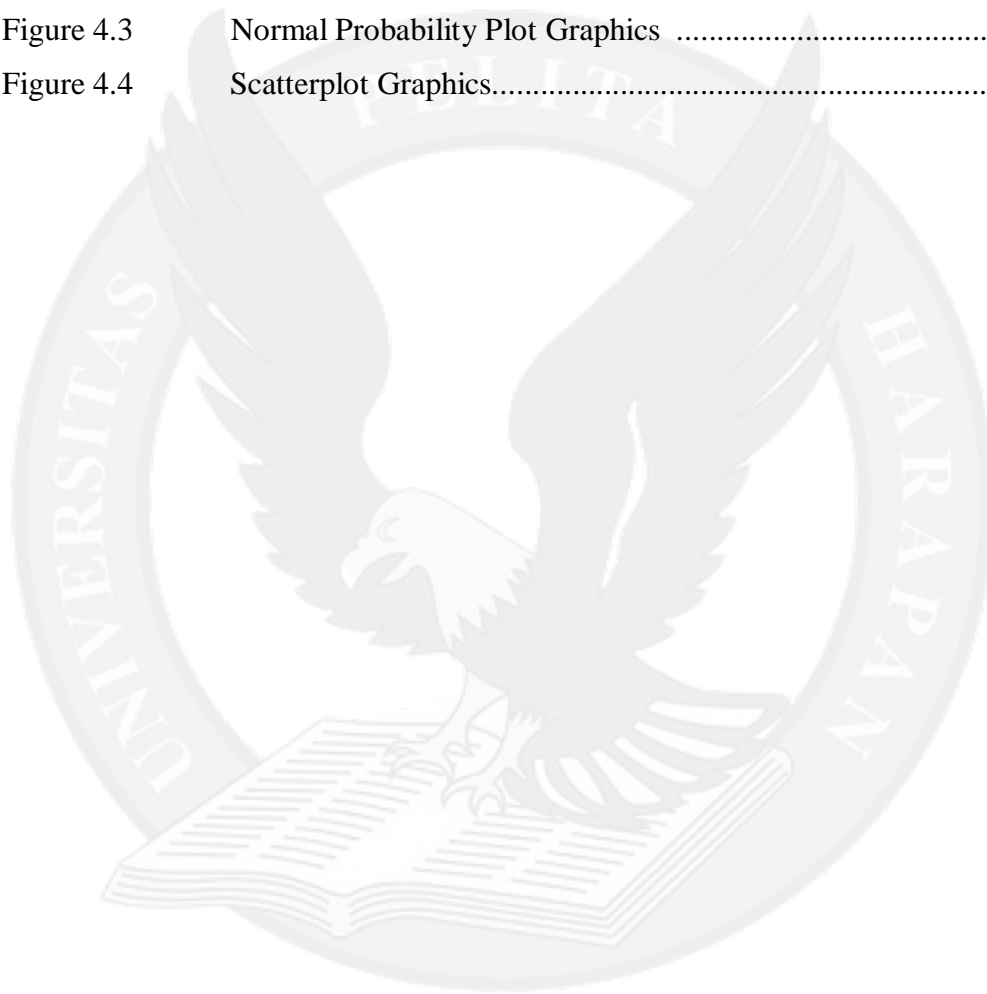 Figure 4.3 Normal Probability Plot Graphics ......................................
Figure 4.4 Scatterplot Graphics.............................................................
UNIVERSITAS PELITA HARAPAN